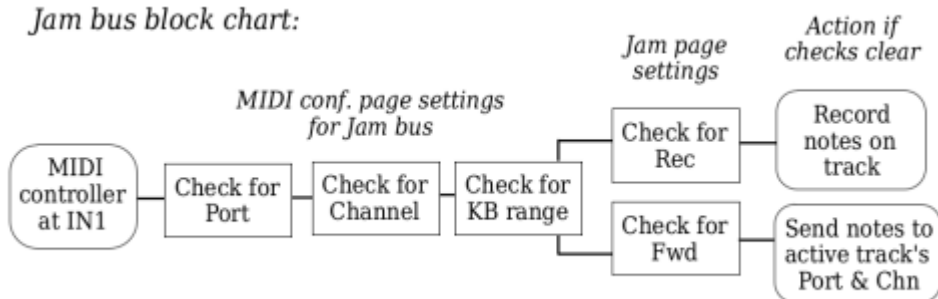 Jam bus block chart:
Action if
checks clear
Jam page
settings
MIDI conf. page settings
for Jam bus
MIDI
controller
at IN1
Check for
Port
Check for
Channel
Check for
KB range
Check for
Rec
Record
notes on
track
Check for
Fwd
Send notes to
active track's
Port & Chn